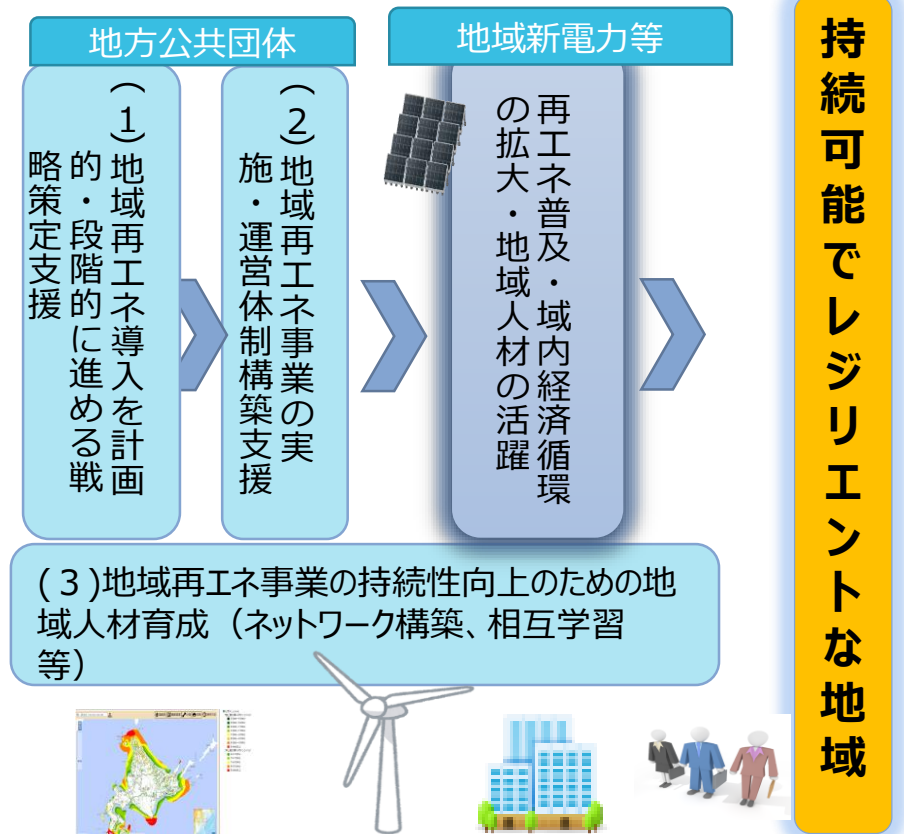 地方公共団体
地域新電力等
(1)地域再エネ導入を計画
的・段階的に進める戦
略策定支援
(2)地域再エネ事業の実
施・運営体制構築支援
再エネ普及・域内経済循環
の拡大・地域人材の活躍
(3)地域再エネ事業の持続性向上のための地
域人材育成（ネットワーク構築、相互学習
等）
持続可能でレジリエントな地域